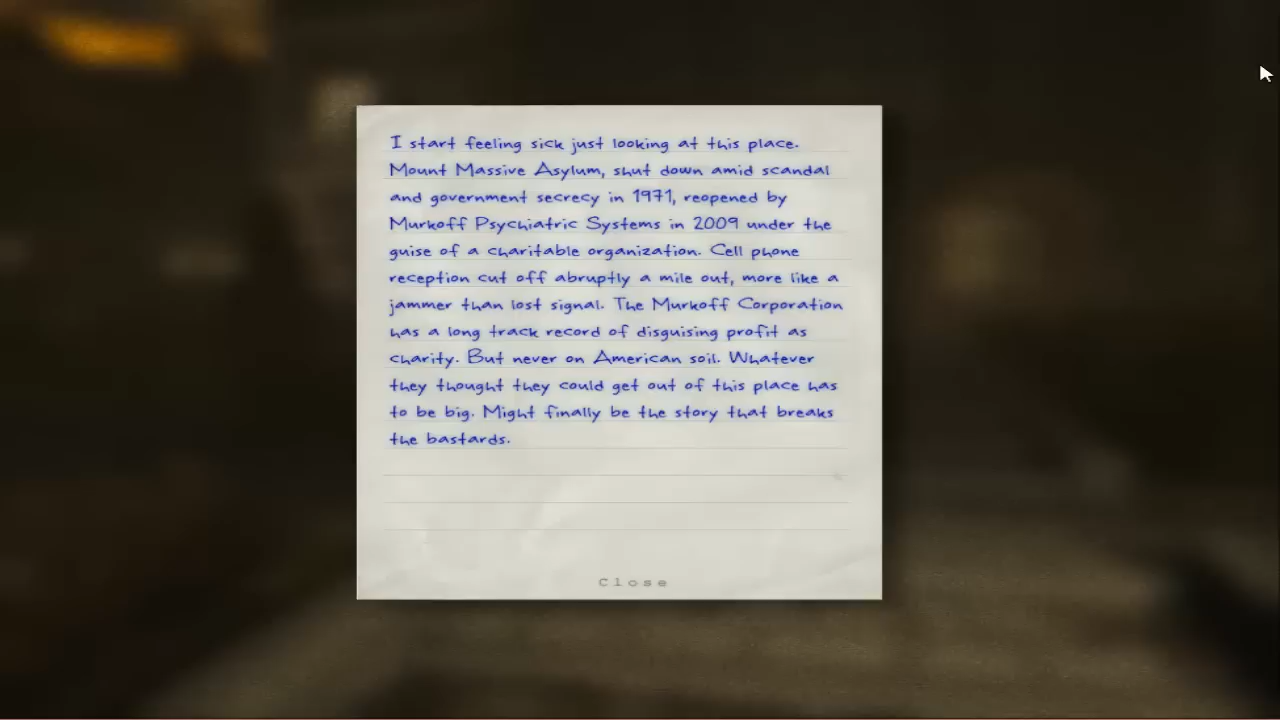 I start feeling sick just looking at this place.
Mount Massive Asylum, shut down amid scandal
and government secrecy in 1971, reopened by
Murkoff Psychiatric Systems in 2009 under the
guise of a charitable organization. Cell phone
reception cut off abruptly a mile out, more like a
jammer than lost signal. The Murkoff Corporation
has a long track record of disguising profit as
charity. But never on American soil. Whatever
they thought they could get out of this place has
to be big. Might finally be the story that breaks
the bastards.
Close